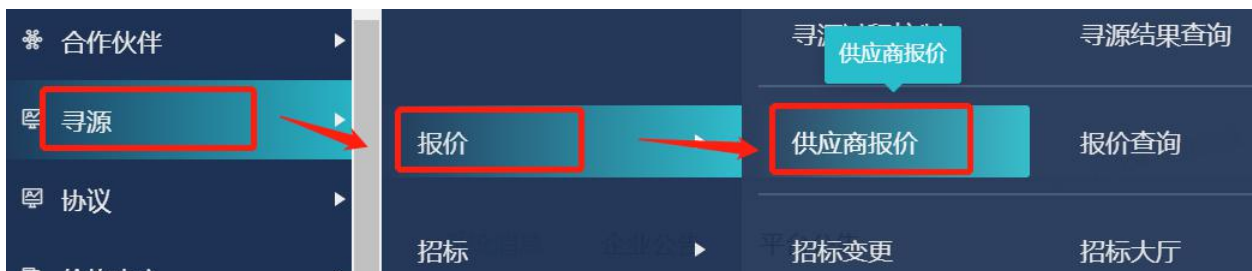 合作伙伴
寻源
协议
报价
招标
寻源结果查询
供应商报价
供应商报价
报价查询
招标变更
招标大厅